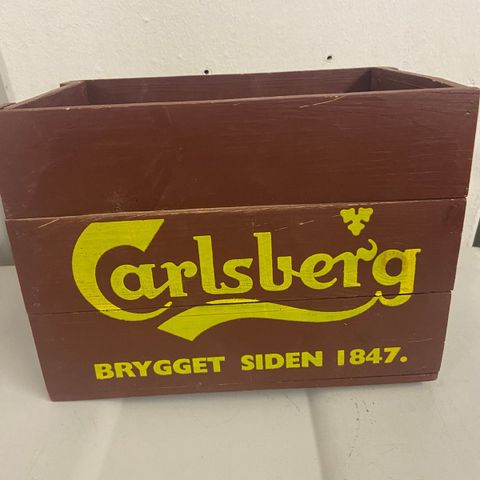 Carlsberg
BRYGGET SIDEN 1847.